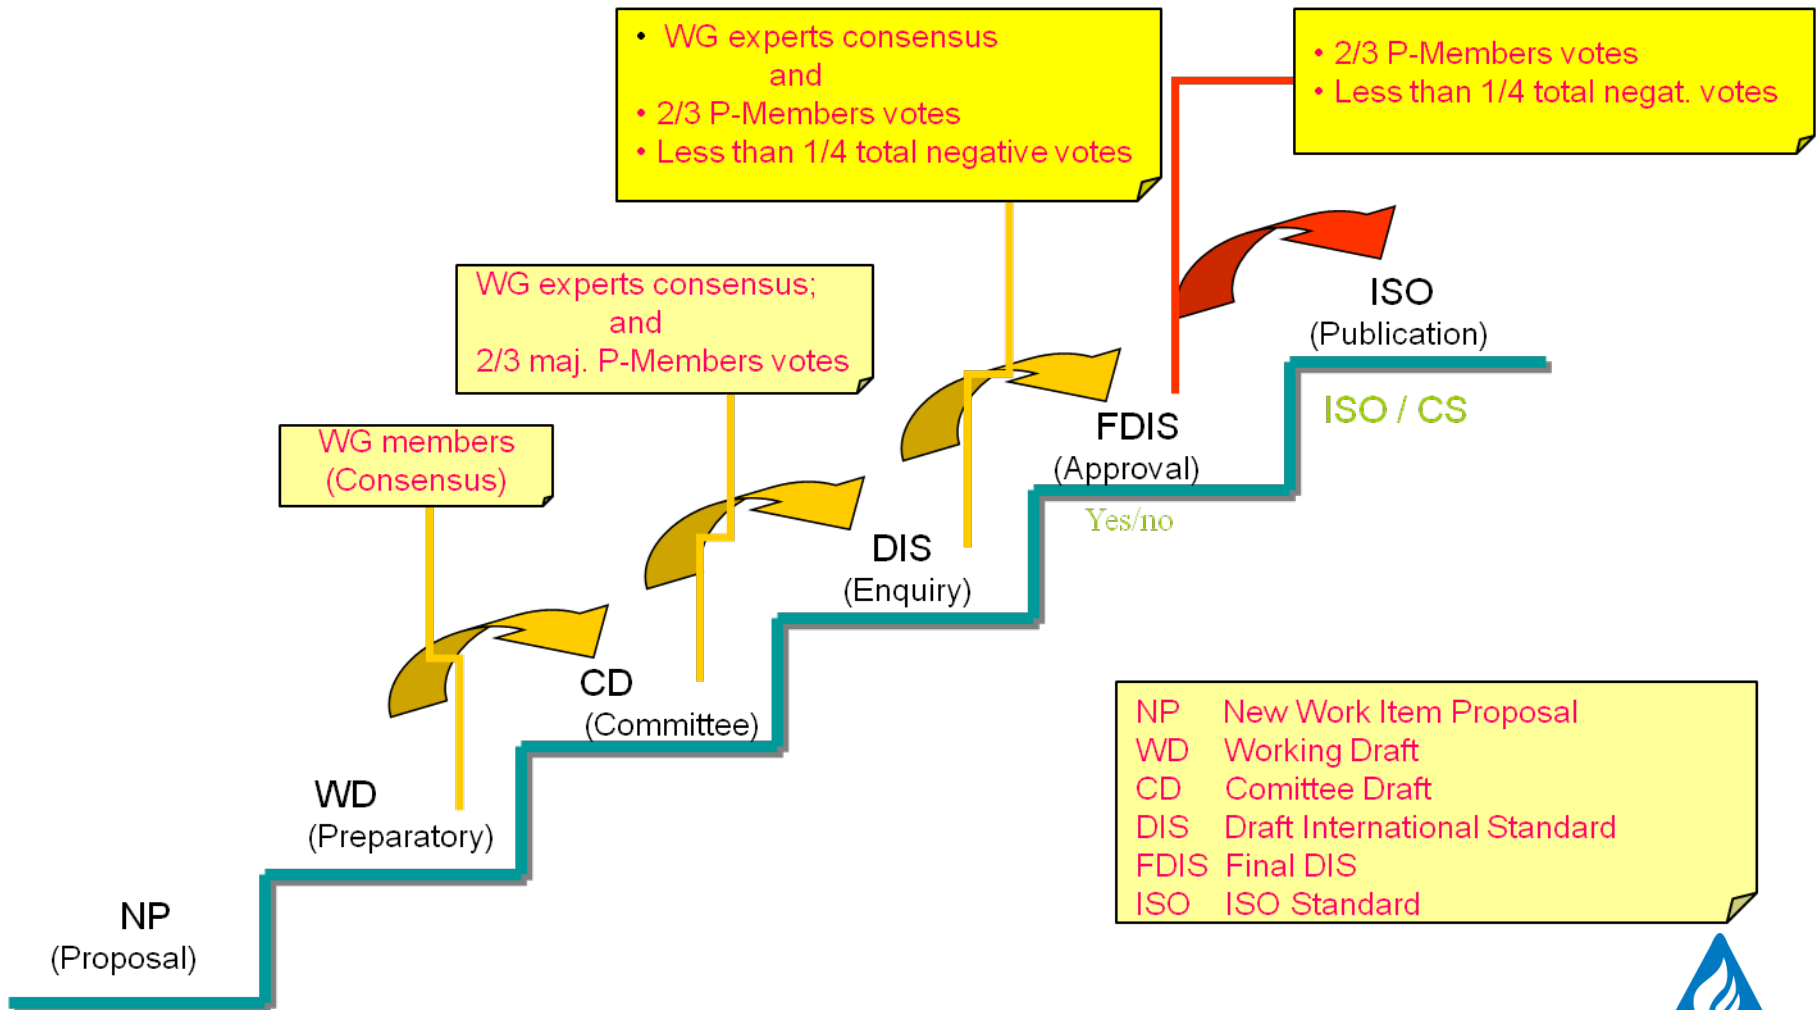 • WG experts consensus
and
• 2/3 P-Members votes
• Less than 1/4 total negative votes
• 2/3 P-Members votes
• Less than 1/4 total negat. votes
WG experts consensus;
and
2/3 maj. P-Members votes
WG members
(Consensus)
ISO
(Publication)
ISO / CS
FDIS
(Approval)
Yes/no
DIS
(Enquiry)
CD
(Committee)
WD
(Preparatory)
NP
(Proposal)
NP New Work Item Proposal
WD Working Draft
CD Comittee Draft
DIS Draft International Standard
FDIS Final DIS
ISO ISO Standard